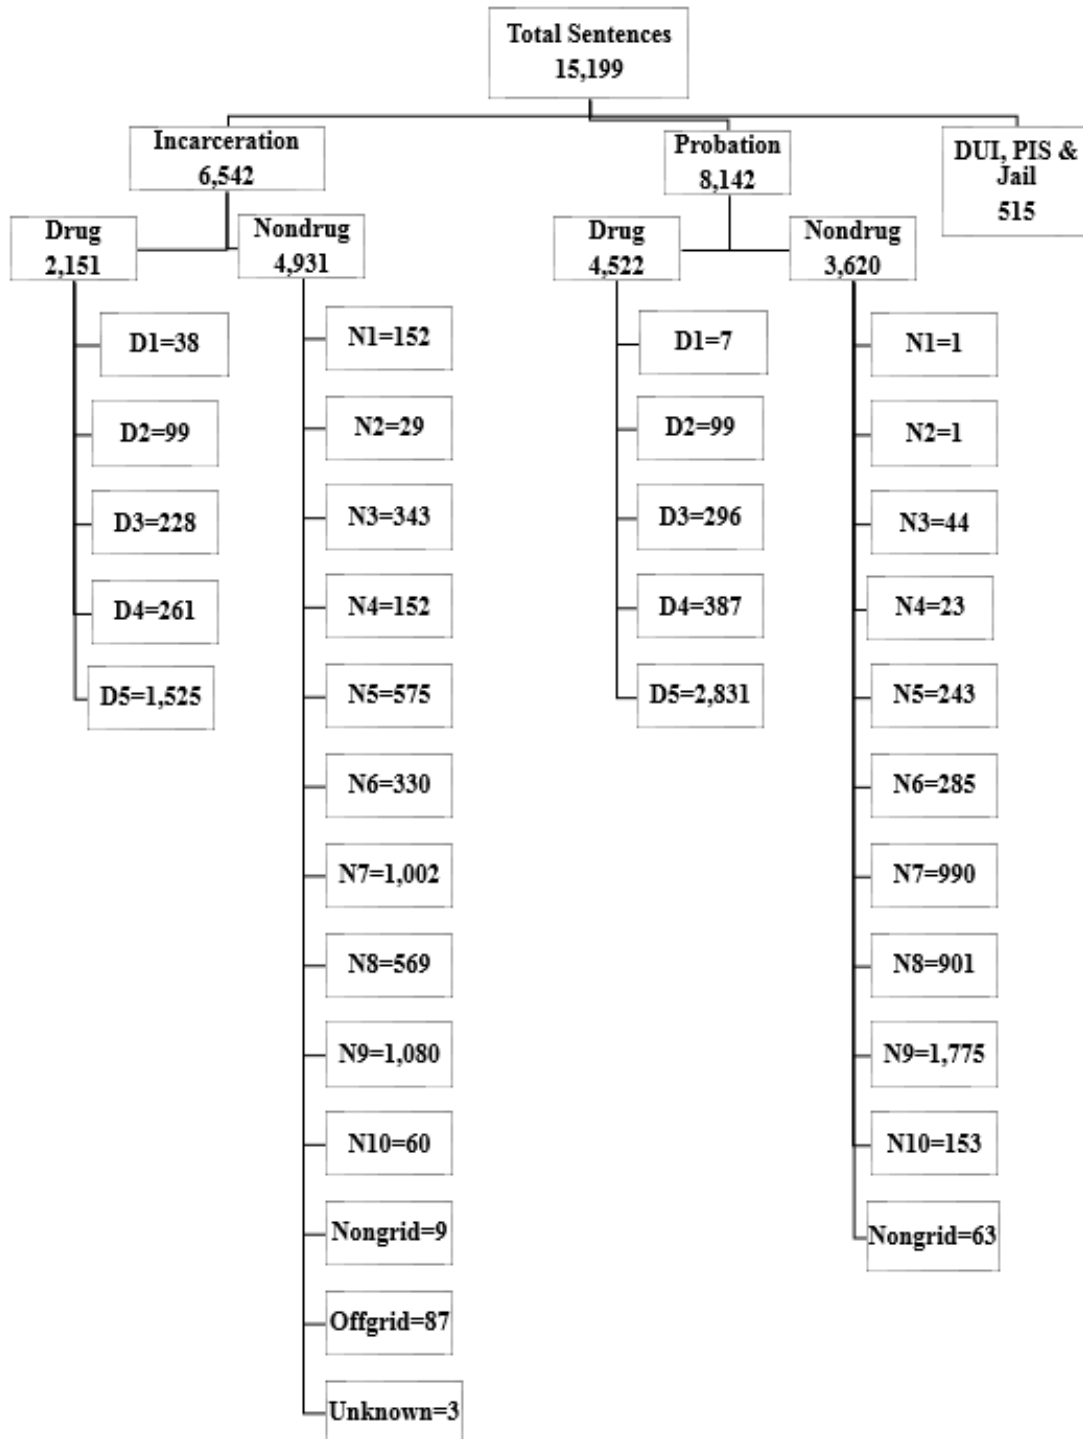 Total Sentences
15,199
Incarceration
6,542
Probation
8,142
DUI, PIS &
Jail
515
Drug
2,151
Nondrug
4,931
Drug
4,522
Nondrug
3,620
D1=38
D2=99
D3=228
D4=261
D5=1,525
N1=152
N2=29
N3=343
N4=152
N5=575
N6=330
N7=1,002
N8=569
N9=1,080
N10=60
Nongrid=9
Offgrid=87
Unknown=3
D1=7
D2=99
D3=296
D4=387
D5=2,831
N1=1
N2=1
N3=44
N4=23
N5=243
N6=285
N7=990
N8=901
N9=1,775
N10=153
Nongrid=63